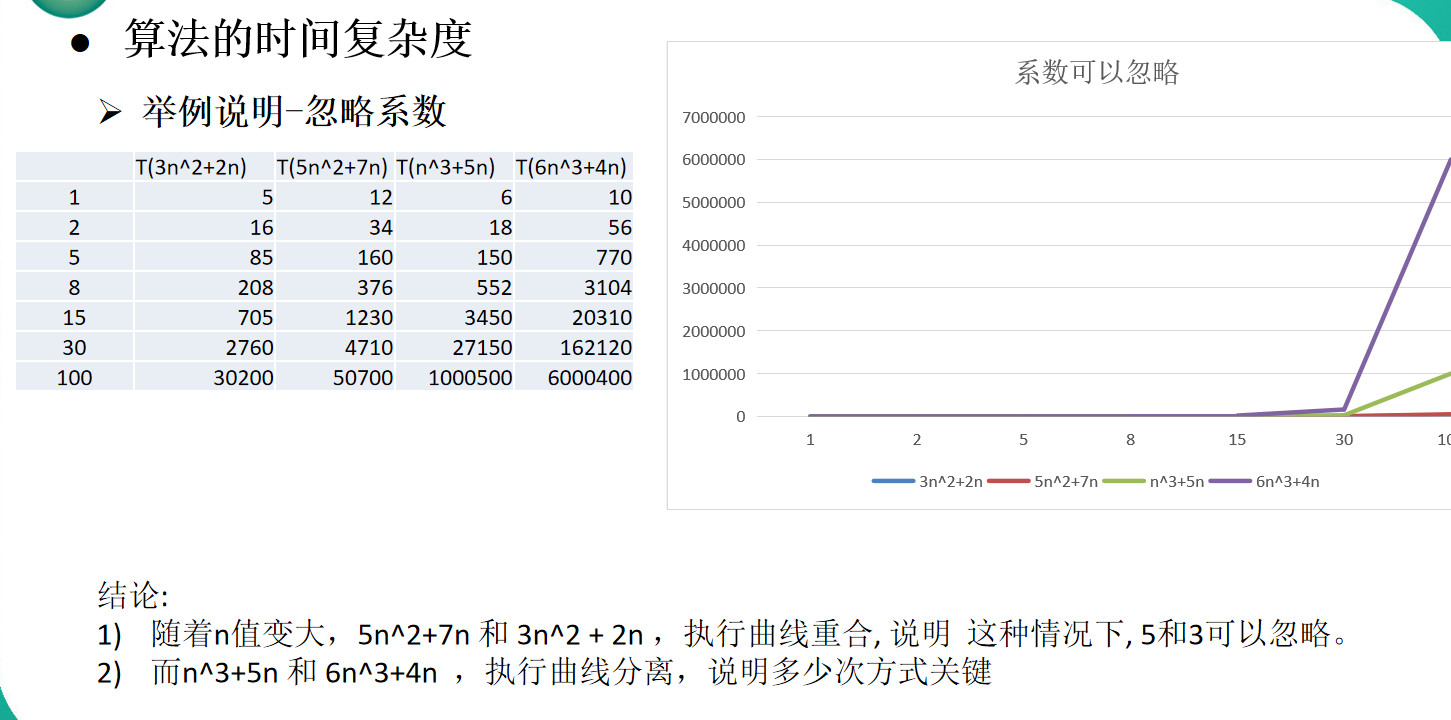 ● 算法的时间复杂度
➢ 举例说明-忽略系数
T(3n^2+2n) T(5n^2+7n) T(n^3+5n) T(6n^3+4n)
1 5 12 6 10
2 16 34 18 56
5 85 160 150 770
8 208 376 552 3104
15 705 1230 3450 20310
30 2760 4710 27150 162120
100 30200 50700 1000500 6000400
系数可以忽略
7000000
6000000
5000000
4000000
3000000
2000000
1000000
0
1 2 5 8 15 30 10
3n^2+2n 5n^2+7n n^3+5n 6n^3+4n
结论:
1) 随着n值变大，5n^2+7n 和 3n^2 + 2n ，执行曲线重合, 说明 这种情况下, 5和3可以忽略。
2) 而n^3+5n 和 6n^3+4n ，执行曲线分离，说明多少次方式关键